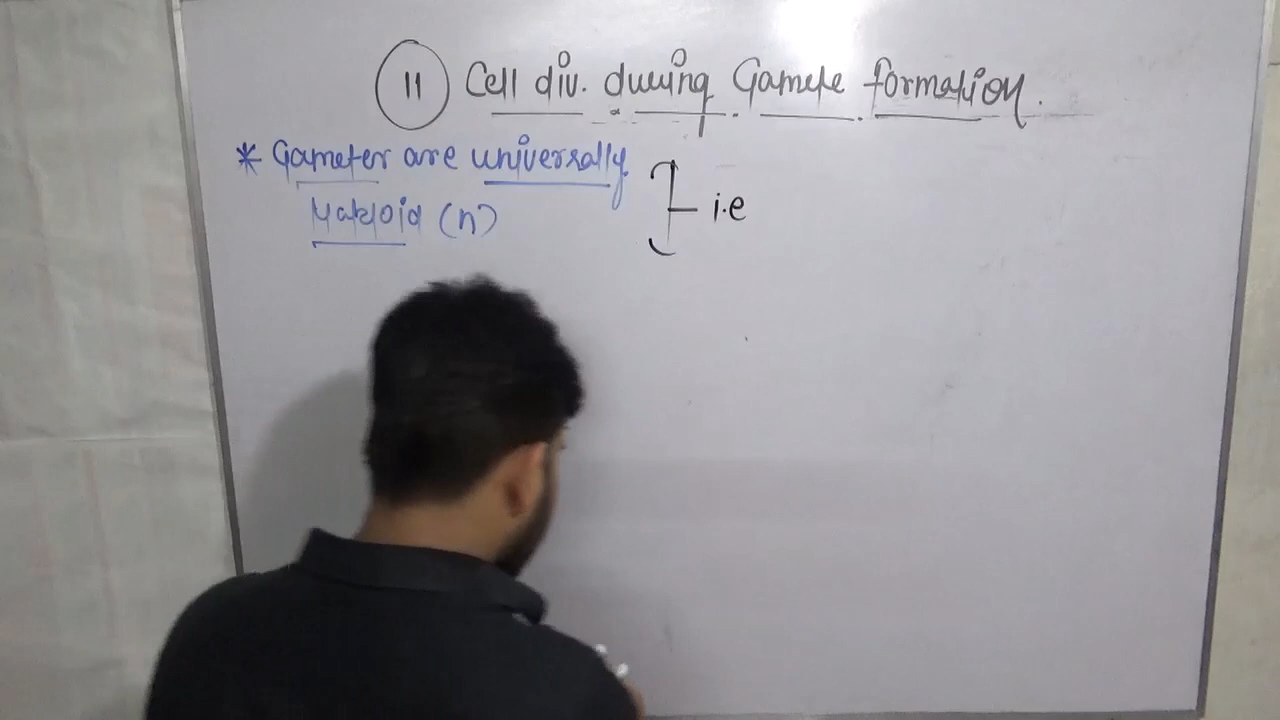 11 Cell div. during Gamete formation.
* Gametes are universally
Haploid (n)
i.e